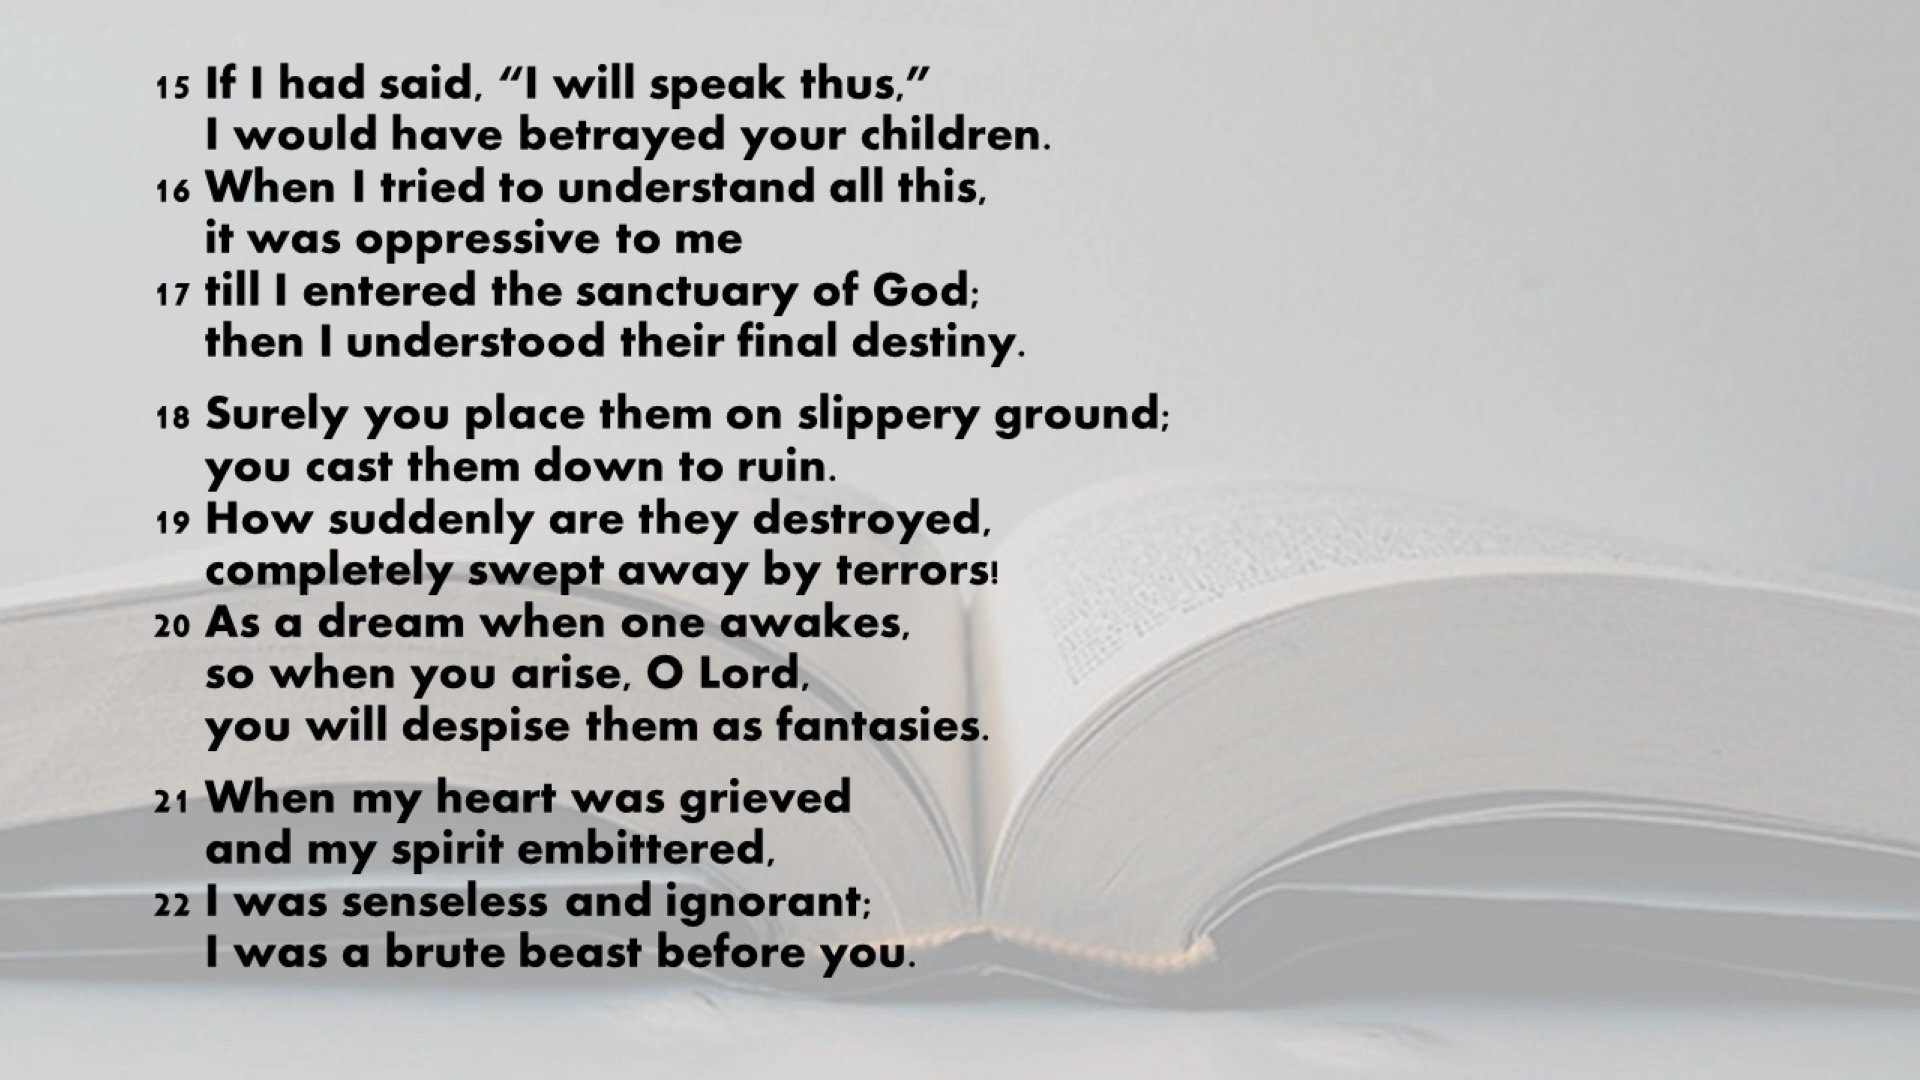 15 If I had said, “I will speak thus,”
I would have betrayed your children.
16 When I tried to understand all this,
it was oppressive to me
17 till I entered the sanctuary of God;
then I understood their final destiny.
18 Surely you place them on slippery ground;
you cast them down to ruin.
19 How suddenly are they destroyed,
completely swept away by terrors!
20 As a dream when one awakes,
so when you arise, O Lord,
you will despise them as fantasies.
21 When my heart was grieved
and my spirit embittered,
22 I was senseless and ignorant;
I was a brute beast before you.